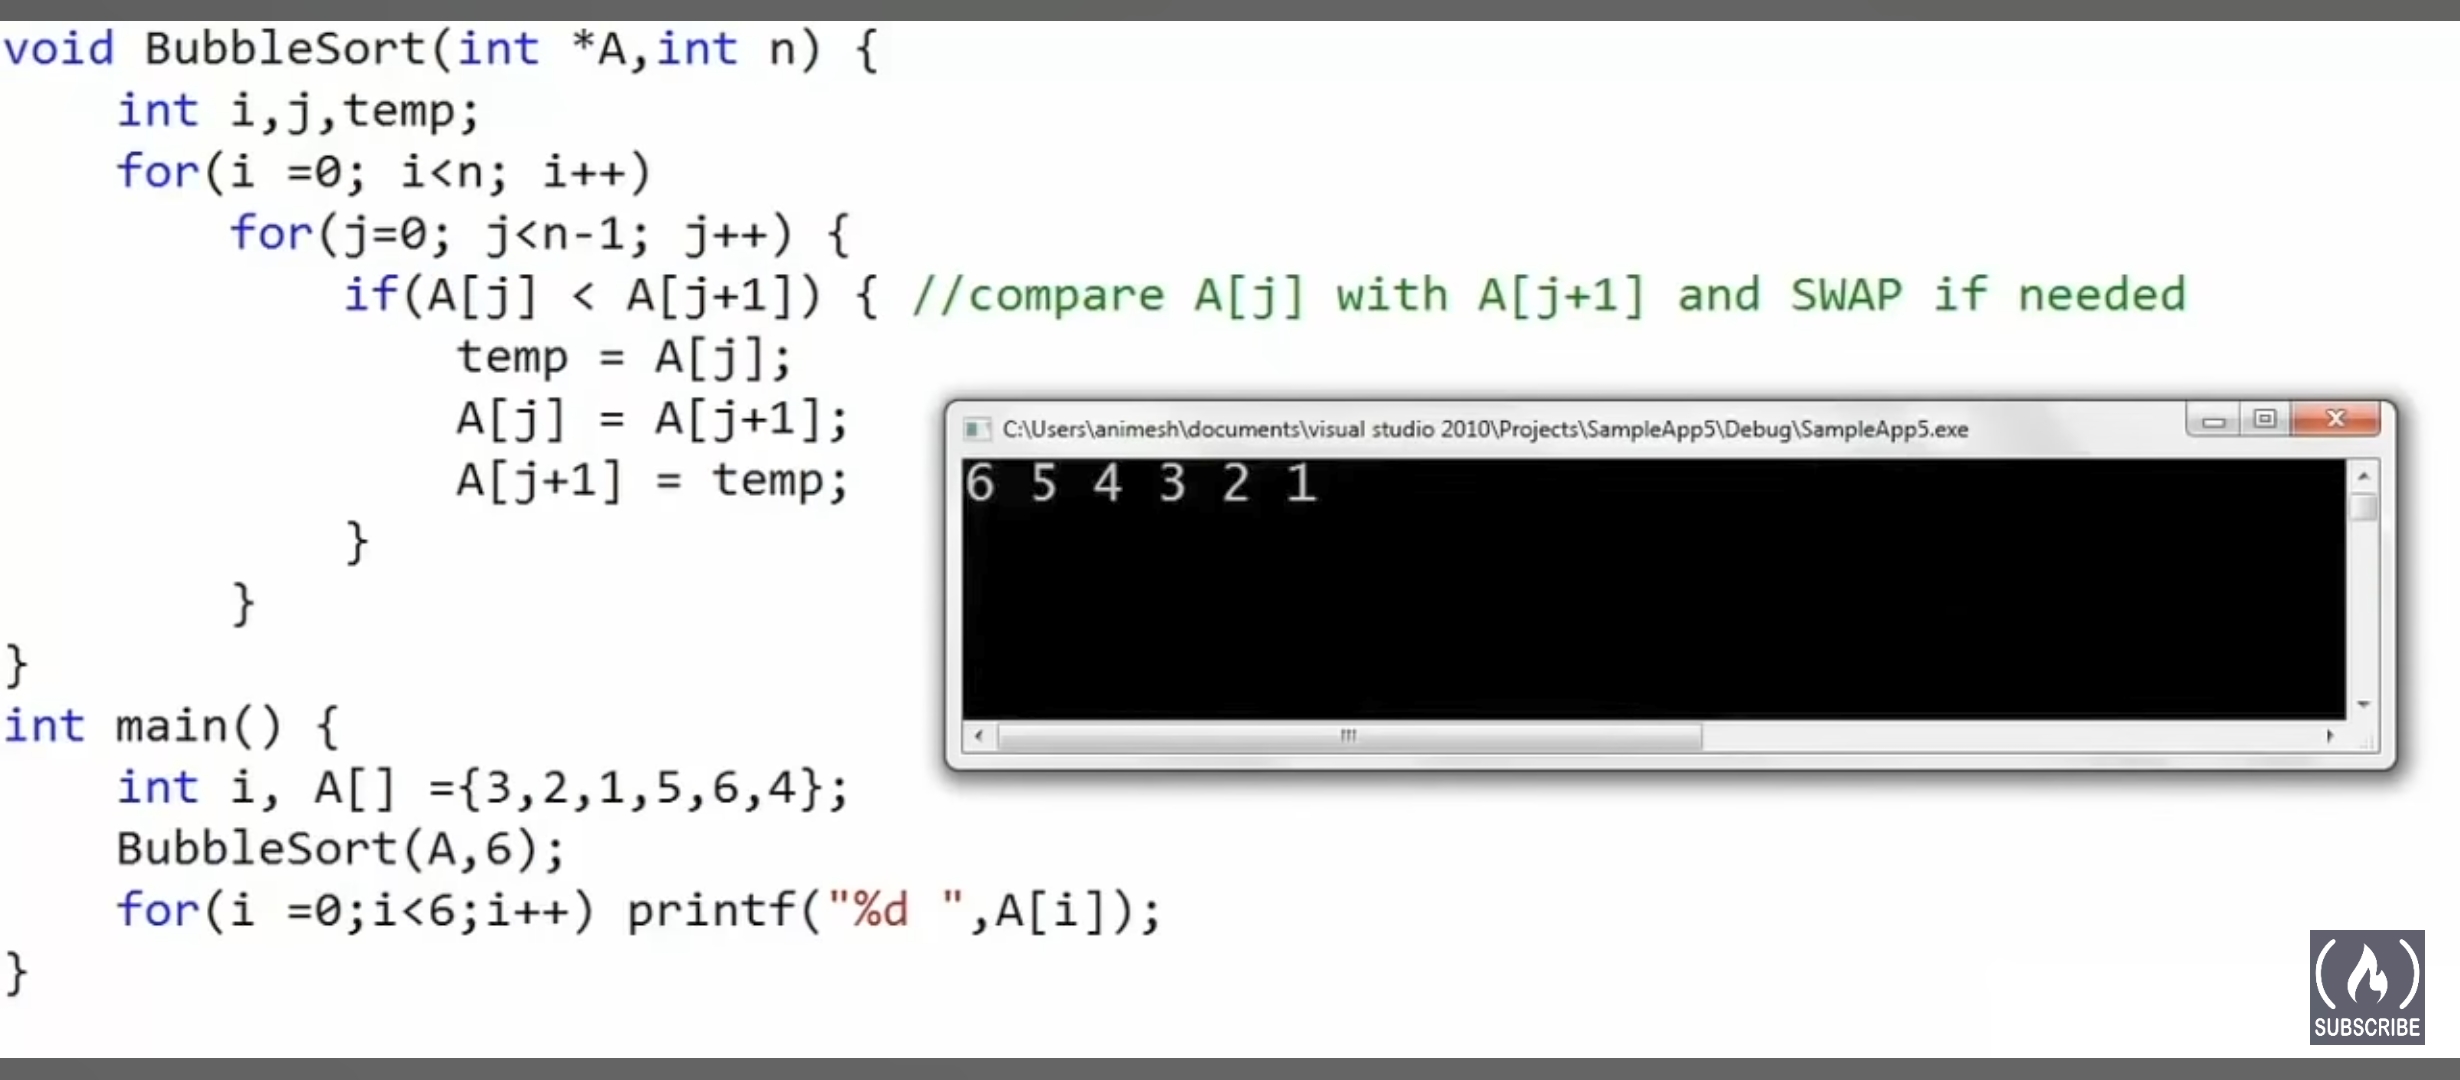 void BubbleSort(int *A,int n) {
int i,j,temp;
for(i =0; i<n; i++)
for(j=0; j<n-1; j++) {
if(A[j] < A[j+1]) { //compare A[j] with A[j+1] and SWAP if needed
temp = A[j];
A[j] = A[j+1];
A[j+1] = temp;
}
}
}
int main() {
int i, A[] ={3,2,1,5,6,4};
BubbleSort(A,6);
for(i =0;i<6;i++) printf("%d ",A[i]);
}
C:\Users\animesh\documents\visual studio 2010\Projects\SampleApp5\Debug\SampleApp5.exe
6 5 4 3 2 1
SUBSCRIBE